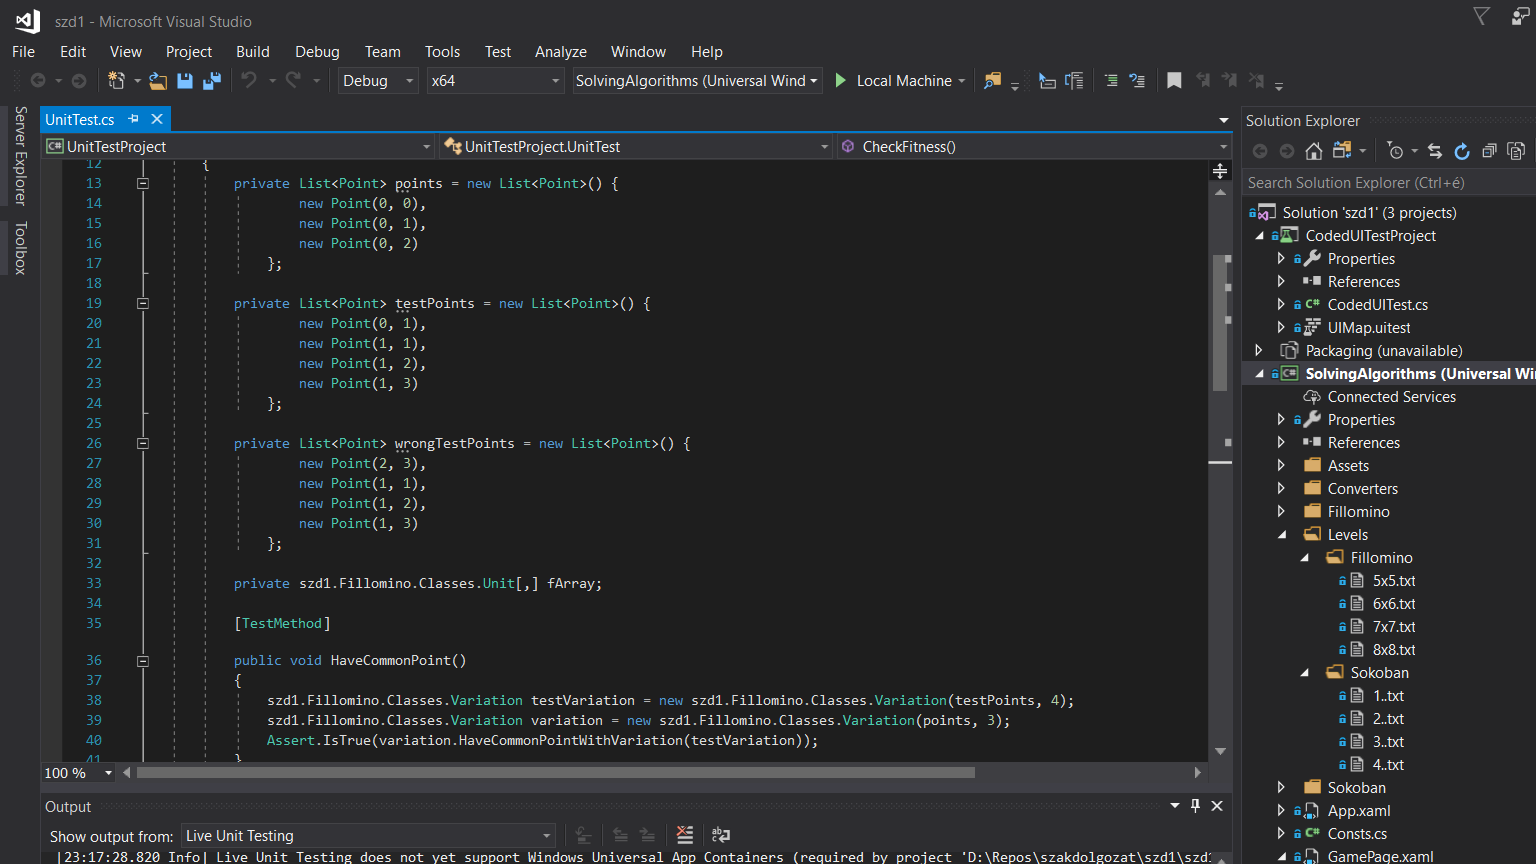 szd1 - Microsoft Visual Studio
File Edit View Project Build Debug Team Tools Test Analyze Window Help
Debug x64 SolvingAlgorithms (Universal Wind Local Machine
Server Explorer
Toolbox
UnitTest.cs
UnitTestProject UnitTestProject.UnitTest CheckFitness()
12 {
13 private List<Point> points = new List<Point>() {
14 new Point(0, 0),
15 new Point(0, 1),
16 new Point(0, 2)
17 };
18
19 private List<Point> testPoints = new List<Point>() {
20 new Point(0, 1),
21 new Point(1, 1),
22 new Point(1, 2),
23 new Point(1, 3)
24 };
25
26 private List<Point> wrongTestPoints = new List<Point>() {
27 new Point(2, 3),
28 new Point(1, 1),
29 new Point(1, 2),
30 new Point(1, 3)
31 };
32
33 private szd1.Fillomino.Classes.Unit[,] fArray;
34
35 [TestMethod]
36 public void HaveCommonPoint()
37 {
38 szd1.Fillomino.Classes.Variation testVariation = new szd1.Fillomino.Classes.Variation(testPoints, 4);
39 szd1.Fillomino.Classes.Variation variation = new szd1.Fillomino.Classes.Variation(points, 3);
40 Assert.IsTrue(variation.HaveCommonPointWithVariation(testVariation));
41 }
100 %
Output
Show output from: Live Unit Testing
|23:17:28.820 Info| Live Unit Testing does not yet support Windows Universal App Containers (required by project 'D:\Repos\szakdolgozat\szd1\szd1
Solution Explorer
Search Solution Explorer (Ctrl+é)
Solution 'szd1' (3 projects)
CodedUITestProject
Properties
References
C# CodedUITest.cs
UIMap.uitest
Packaging (unavailable)
C# SolvingAlgorithms (Universal Wi
Connected Services
Properties
References
Assets
Converters
Fillomino
Levels
Fillomino
5x5.txt
6x6.txt
7x7.txt
8x8.txt
Sokoban
1..txt
2..txt
3..txt
4..txt
Sokoban
App.xaml
C# Consts.cs
GamePage.xaml